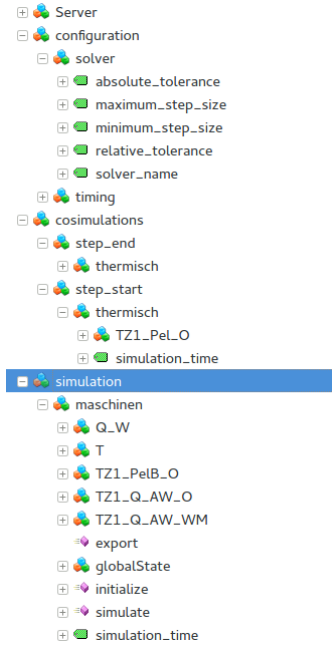 Server
configuration
solver
absolute_tolerance
maximum_step_size
minimum_step_size
relative_tolerance
solver_name
timing
cosimulations
step_end
thermisch
step_start
thermisch
TZ1_Pel_O
simulation_time
simulation
maschinen
Q_W
T
TZ1_PelB_O
TZ1_Q_AW_O
TZ1_Q_AW_WM
export
globalState
initialize
simulate
simulation_time